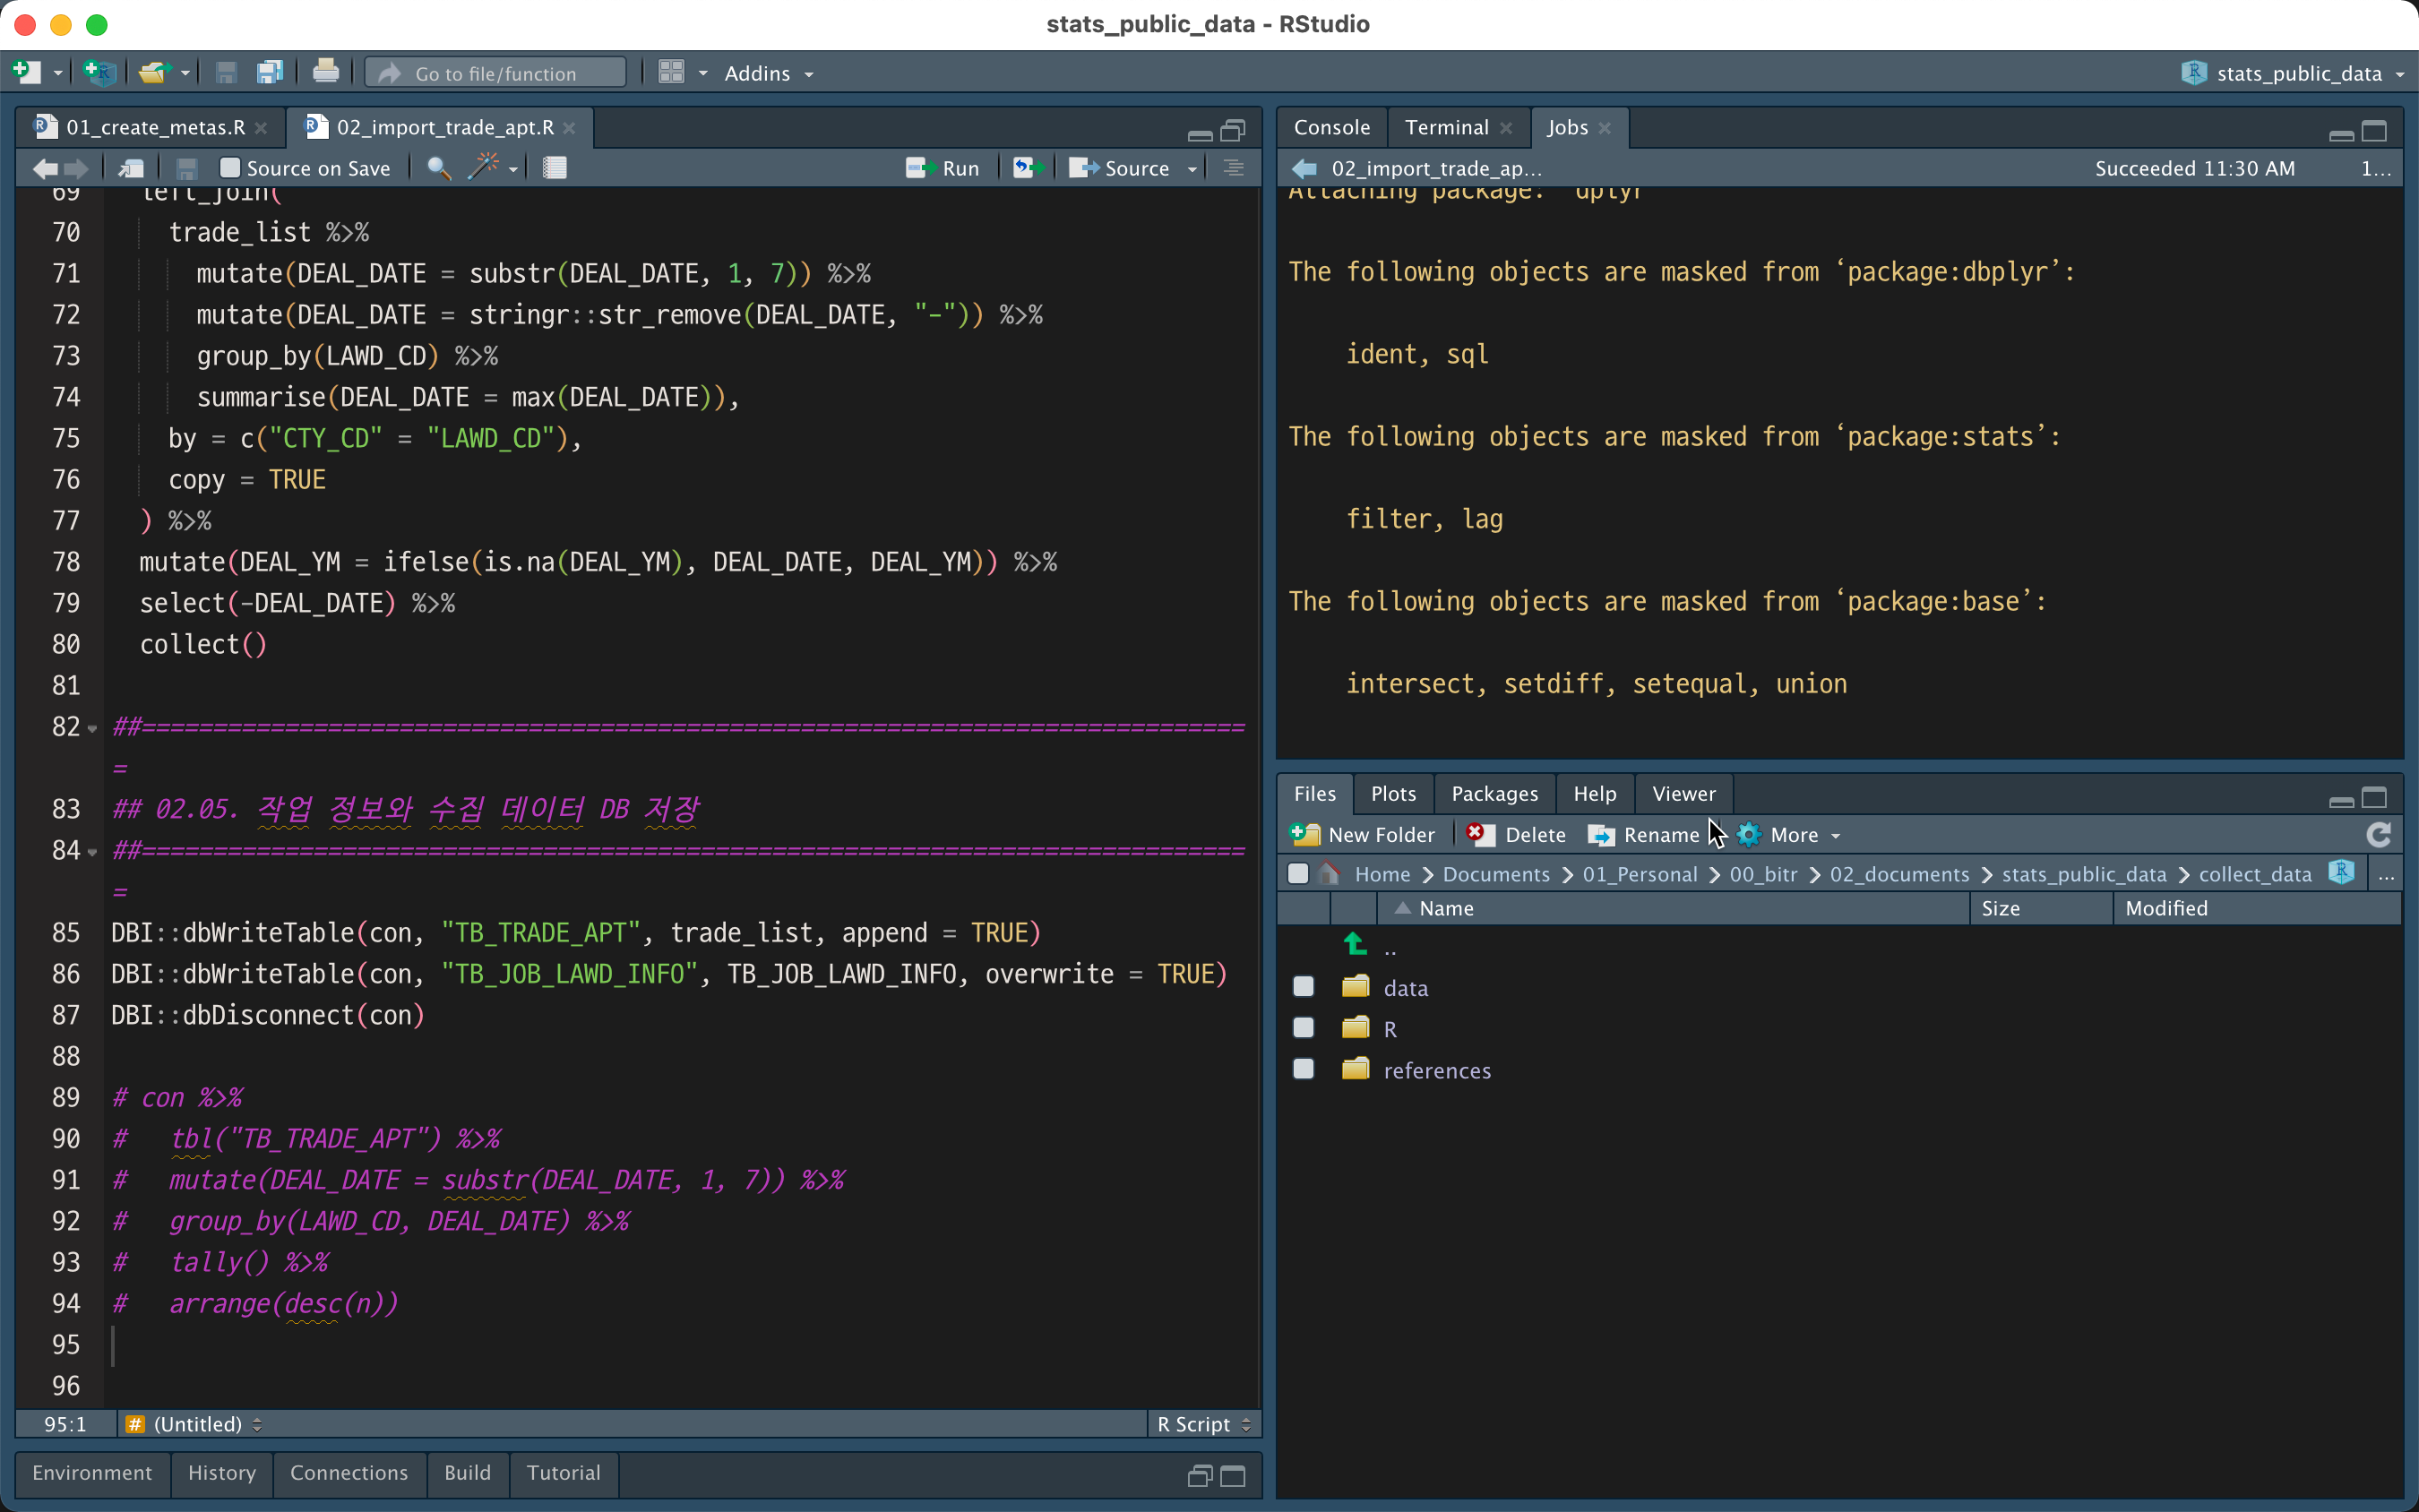 stats_public_data - RStudio
Go to file/function
Addins
stats_public_data
01_create_metas.R
02_import_trade_apt.R
Source on Save
Run
Source
69 left_join(
70 trade_list %>%
71 mutate(DEAL_DATE = substr(DEAL_DATE, 1, 7)) %>%
72 mutate(DEAL_DATE = stringr::str_remove(DEAL_DATE, "-")) %>%
73 group_by(LAWD_CD) %>%
74 summarise(DEAL_DATE = max(DEAL_DATE)),
75 by = c("CTY_CD" = "LAWD_CD"),
76 copy = TRUE
77 ) %>%
78 mutate(DEAL_YM = ifelse(is.na(DEAL_YM), DEAL_DATE, DEAL_YM)) %>%
79 select(-DEAL_DATE) %>%
80 collect()
81
82 ##=============================================================================
=
83 ## 02.05. 작업 정보와 수집 데이터 DB 저장
84 ##=============================================================================
=
85 DBI::dbWriteTable(con, "TB_TRADE_APT", trade_list, append = TRUE)
86 DBI::dbWriteTable(con, "TB_JOB_LAWD_INFO", TB_JOB_LAWD_INFO, overwrite = TRUE)
87 DBI::dbDisconnect(con)
88
89 # con %>%
90 # tbl("TB_TRADE_APT") %>%
91 # mutate(DEAL_DATE = substr(DEAL_DATE, 1, 7)) %>%
92 # group_by(LAWD_CD, DEAL_DATE) %>%
93 # tally() %>%
94 # arrange(desc(n))
95
96
95:1
# (Untitled)
R Script
Environment
History
Connections
Build
Tutorial
Console
Terminal
Jobs
02_import_trade_ap...
Succeeded 11:30 AM
1...
Attaching package: ‘dplyr’
The following objects are masked from ‘package:dbplyr’:
ident, sql
The following objects are masked from ‘package:stats’:
filter, lag
The following objects are masked from ‘package:base’:
intersect, setdiff, setequal, union
Files
Plots
Packages
Help
Viewer
New Folder
Delete
Rename
More
Home
Documents
01_Personal
00_bitr
02_documents
stats_public_data
collect_data
...
Name
Size
Modified
..
data
R
references